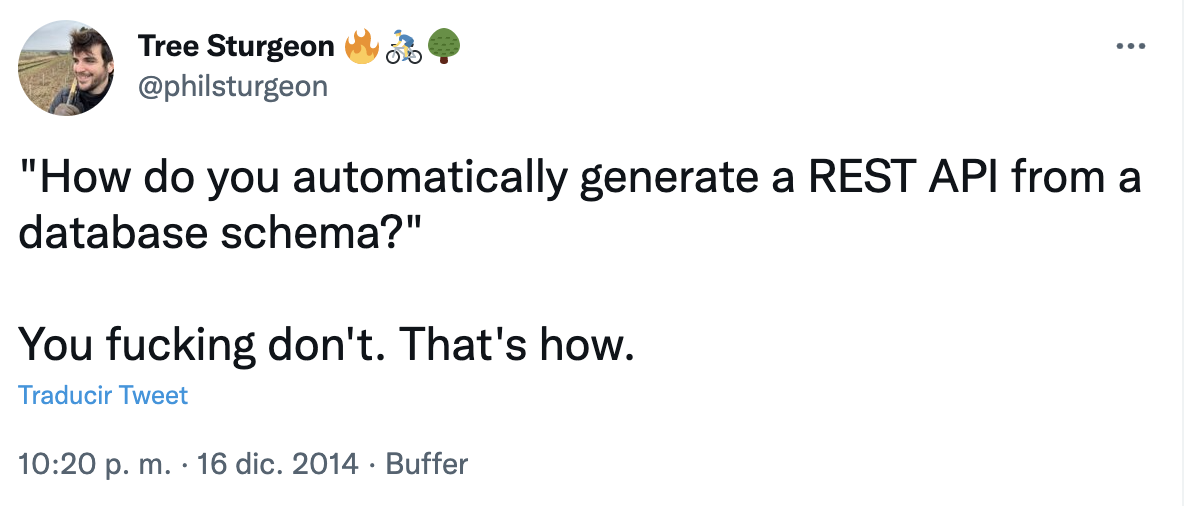 Tree Sturgeon 🔥🚴🌳
@philsturgeon
"How do you automatically generate a REST API from a
database schema?"
You fucking don't. That's how.
Traducir Tweet
10:20 p. m. · 16 dic. 2014 · Buffer